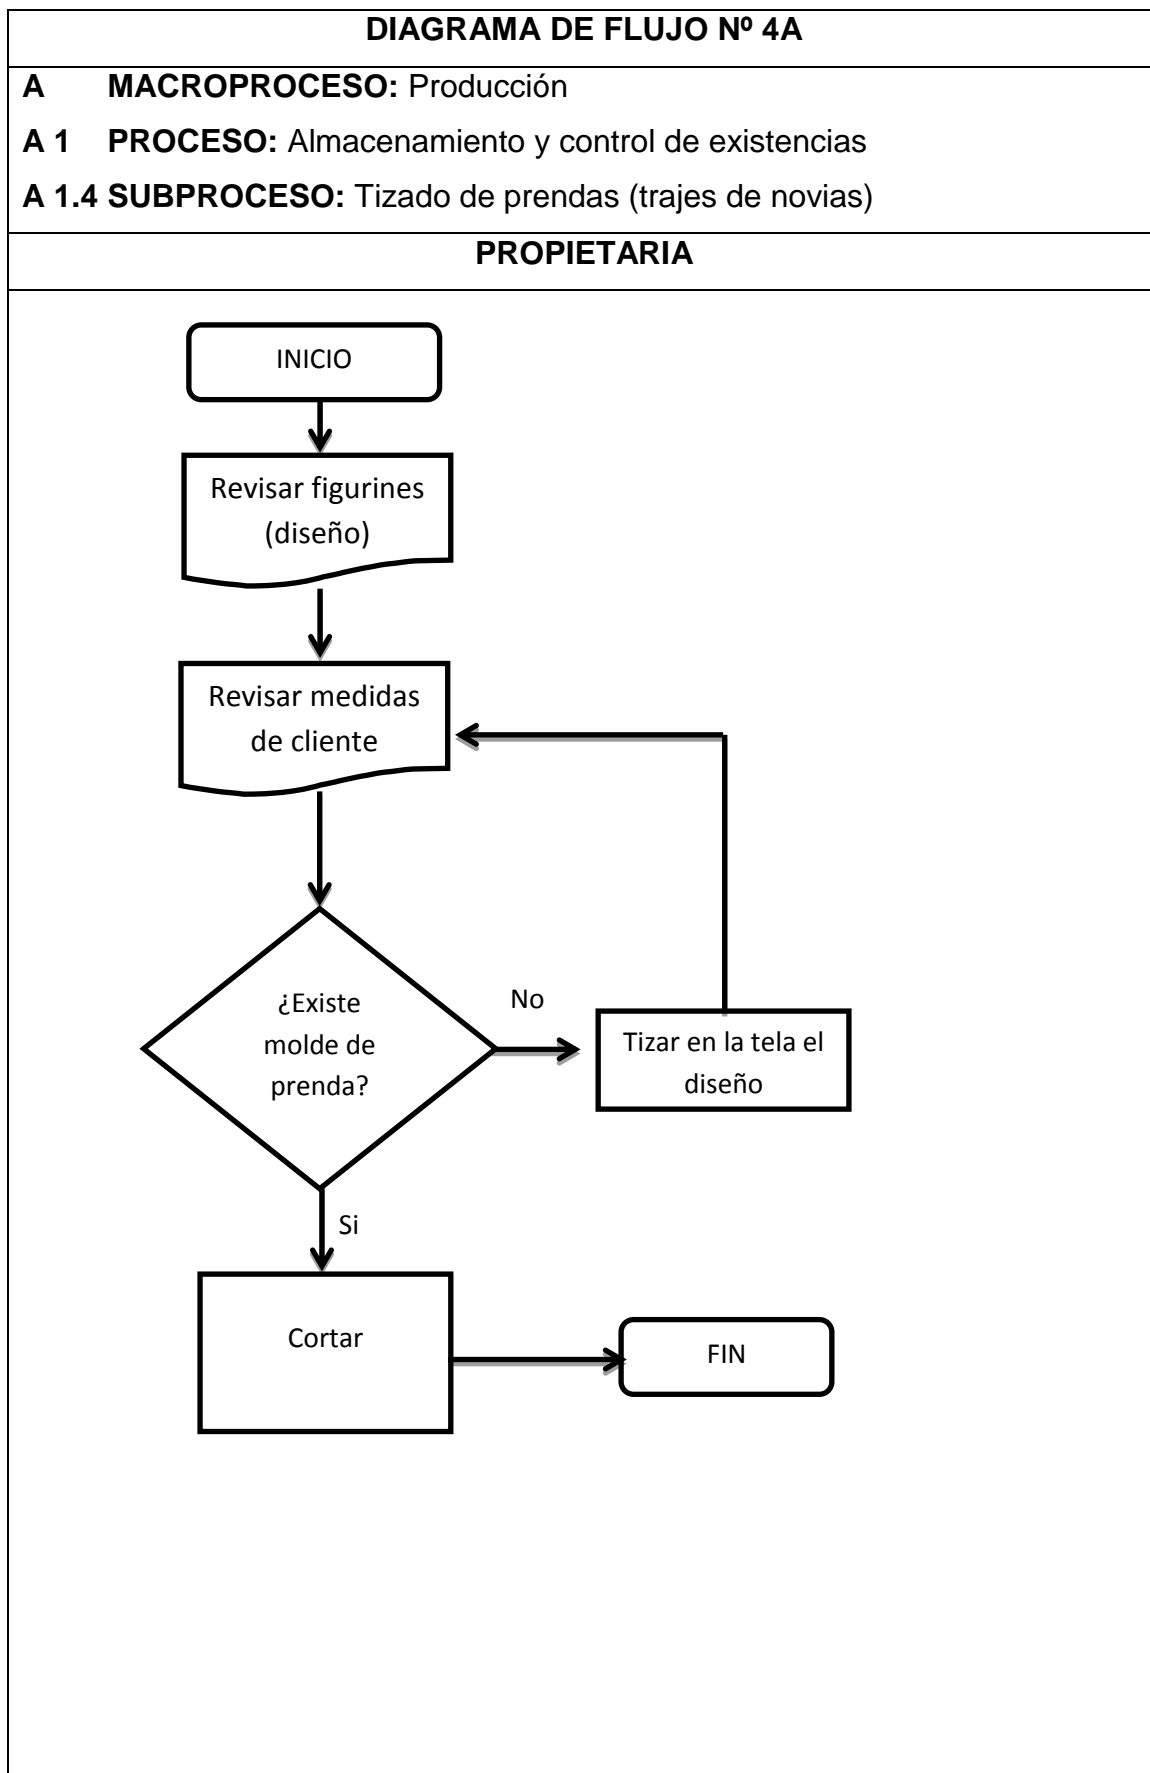 DIAGRAMA DE FLUJO Nº 4A
A MACROPROCESO: Producción
A 1 PROCESO: Almacenamiento y control de existencias
A 1.4 SUBPROCESO: Tizado de prendas (trajes de novias)
PROPIETARIA
INICIO
Revisar figurines
(diseño)
Revisar medidas
de cliente
¿Existe
molde de
prenda?
No
Tizar en la tela el
diseño
Si
Cortar
FIN